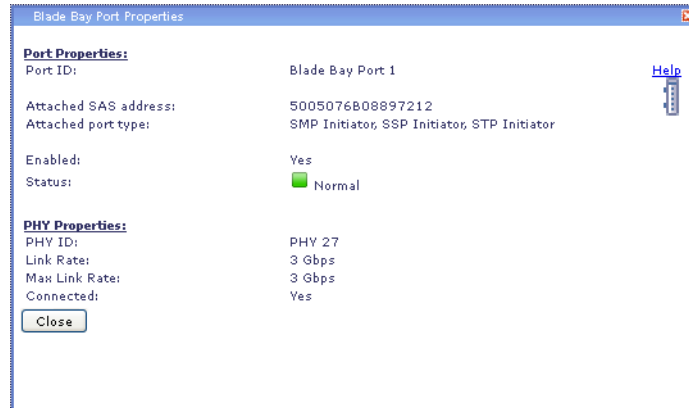 Blade Bay Port Properties
Port Properties:
Port ID: Blade Bay Port 1 Help
Attached SAS address: 5005076B08897212
Attached port type: SMP Initiator, SSP Initiator, STP Initiator
Enabled: Yes
Status: Normal
PHY Properties:
PHY ID: PHY 27
Link Rate: 3 Gbps
Max Link Rate: 3 Gbps
Connected: Yes
Close